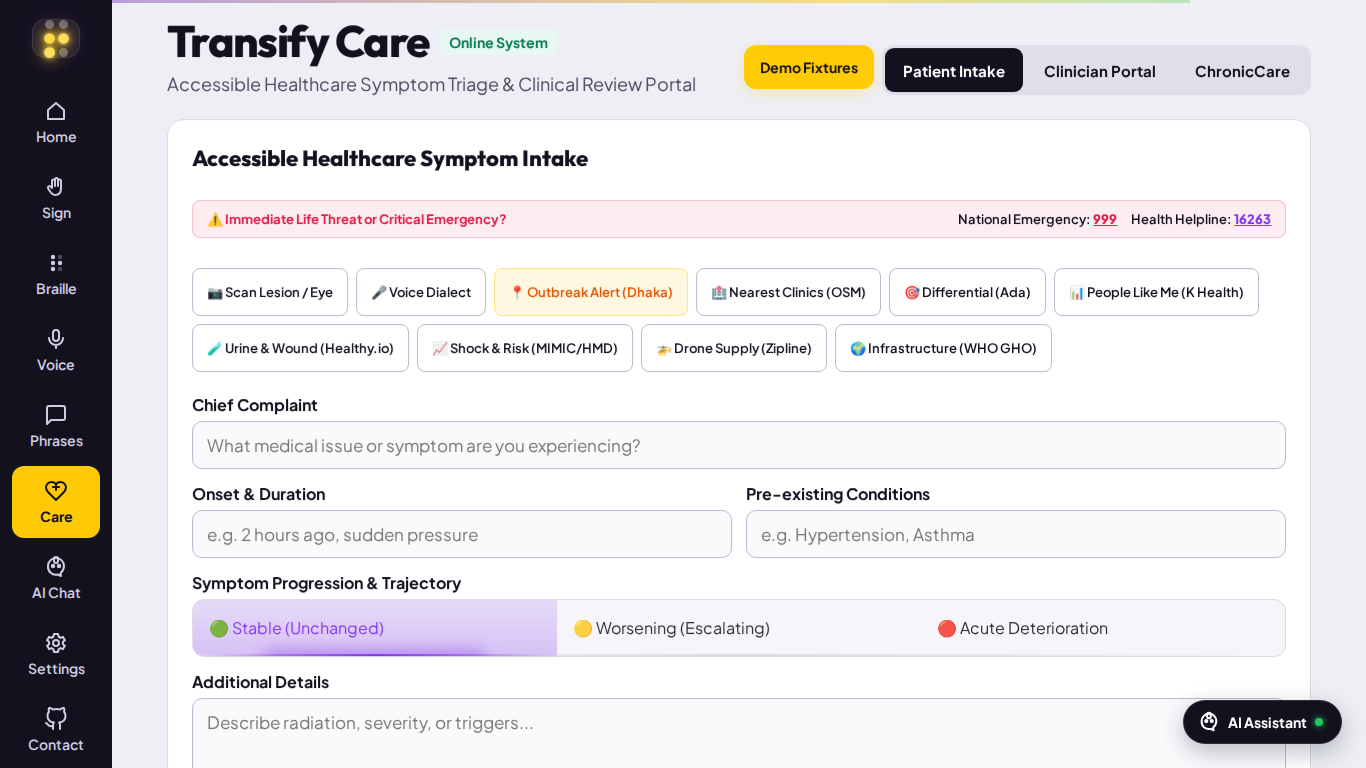 Transify Care
Online System
Accessible Healthcare Symptom Triage & Clinical Review Portal
Demo Fixtures
Patient Intake
Clinician Portal
ChronicCare
Home
Sign
Braille
Voice
Phrases
Care
AI Chat
Settings
Contact
Accessible Healthcare Symptom Intake
⚠️ Immediate Life Threat or Critical Emergency?
National Emergency: 999 Health Helpline: 16263
📷 Scan Lesion / Eye
🎤 Voice Dialect
📍 Outbreak Alert (Dhaka)
🏥 Nearest Clinics (OSM)
🎯 Differential (Ada)
📊 People Like Me (K Health)
🧪 Urine & Wound (Healthy.io)
📈 Shock & Risk (MIMIC/HMD)
🚁 Drone Supply (Zipline)
🌍 Infrastructure (WHO GHO)
Chief Complaint
What medical issue or symptom are you experiencing?
Onset & Duration
e.g. 2 hours ago, sudden pressure
Pre-existing Conditions
e.g. Hypertension, Asthma
Symptom Progression & Trajectory
🟢 Stable (Unchanged)
🟡 Worsening (Escalating)
🔴 Acute Deterioration
Additional Details
Describe radiation, severity, or triggers...
AI Assistant